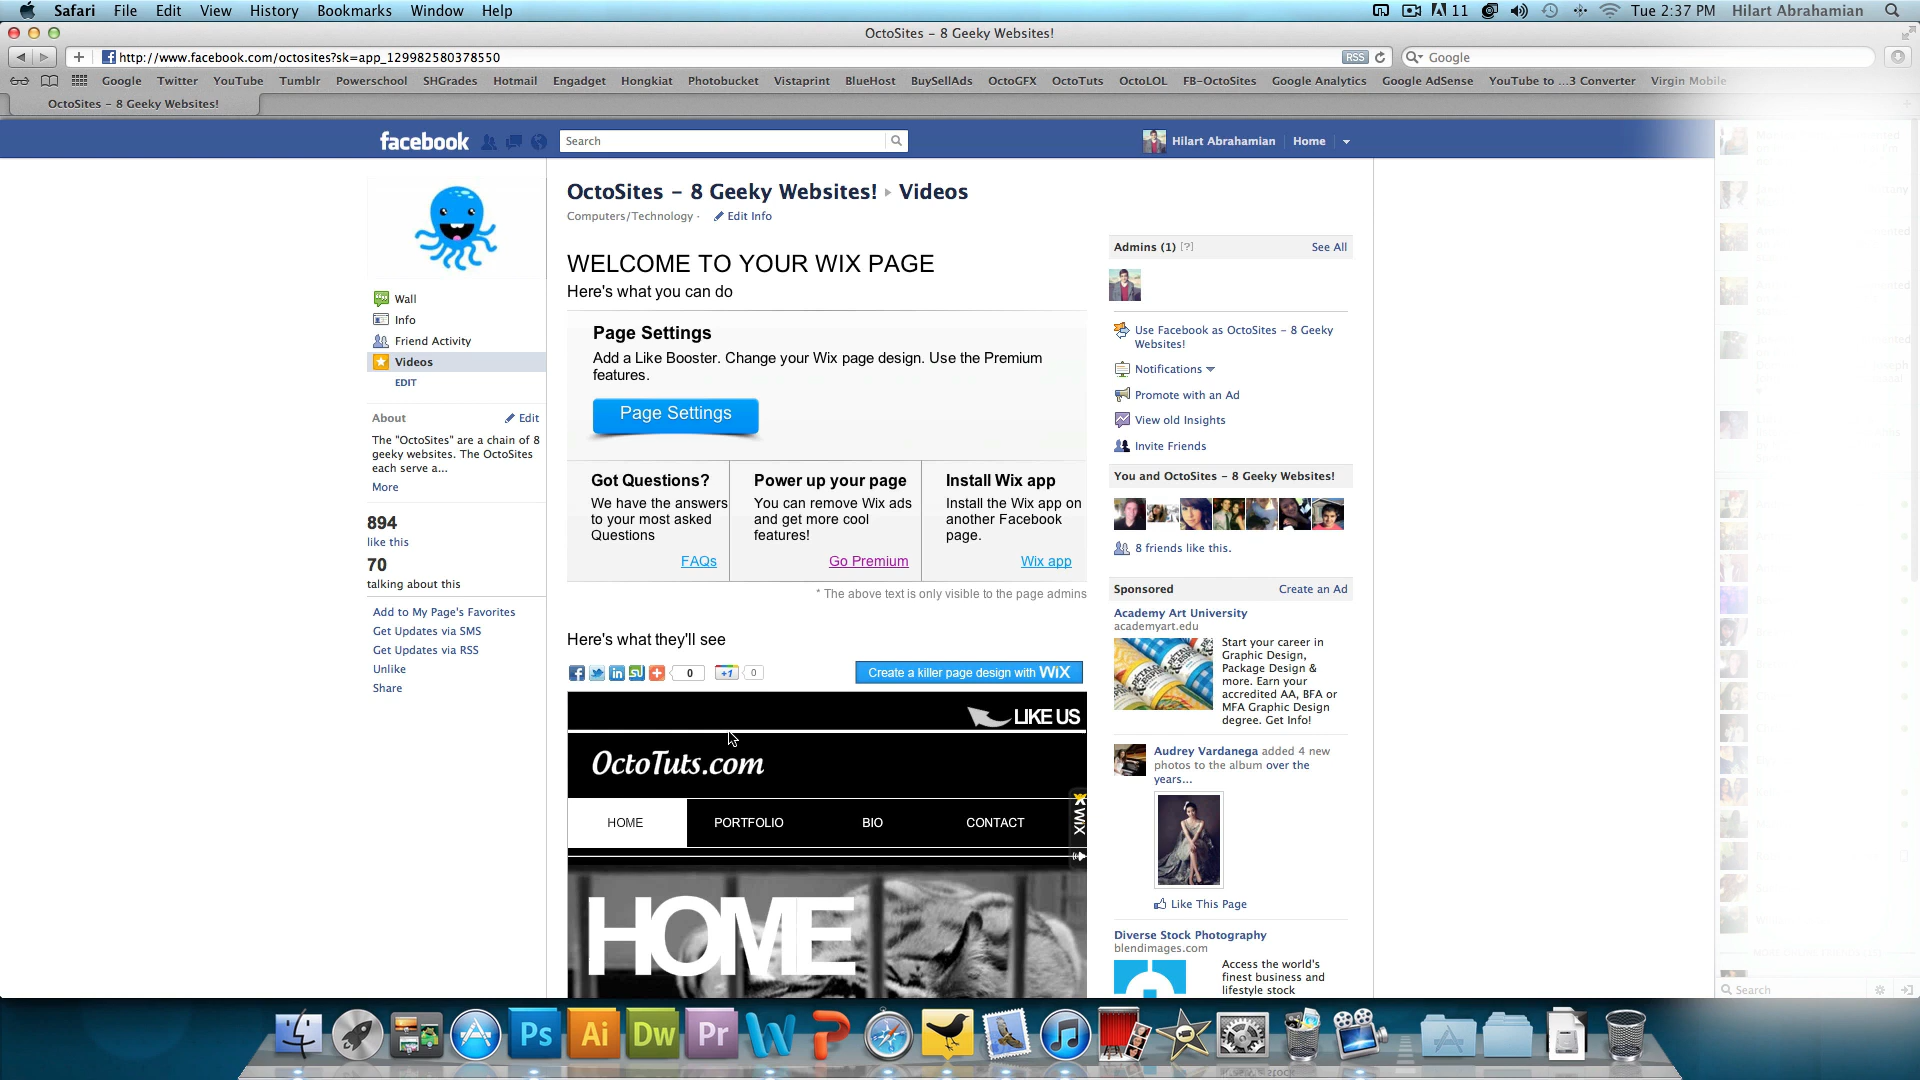 Safari File Edit View History Bookmarks Window Help
11 Tue 2:37 PM Hilart Abrahamian
OctoSites – 8 Geeky Websites!
http://www.facebook.com/octosites?sk=app_129982580378550 RSS Google
Google Twitter YouTube Tumblr Powerschool SHGrades Hotmail Engadget Hongkiat Photobucket Vistaprint BlueHost BuySellAds OctoGFX OctoTuts OctoLOL FB-OctoSites Google Analytics Google AdSense YouTube to ...3 Converter Virgin Mobile
OctoSites – 8 Geeky Websites!
facebook Search Hilart Abrahamian Home
OctoSites – 8 Geeky Websites! Videos
Computers/Technology · Edit Info
Wall
Info
Friend Activity
Videos
EDIT
About Edit
The "OctoSites" are a chain of 8
geeky websites. The OctoSites
each serve a...
More
894
like this
70
talking about this
Add to My Page's Favorites
Get Updates via SMS
Get Updates via RSS
Unlike
Share
WELCOME TO YOUR WIX PAGE
Here's what you can do
Page Settings
Add a Like Booster. Change your Wix page design. Use the Premium
features.
Page Settings
Got Questions?
We have the answers
to your most asked
Questions
FAQs
Power up your page
You can remove Wix ads
and get more cool
features!
Go Premium
Install Wix app
Install the Wix app on
another Facebook
page.
Wix app
* The above text is only visible to the page admins
Here's what they'll see
0 +1 0 Create a killer page design with WiX
LIKE US
OctoTuts.com
WiX
HOME PORTFOLIO BIO CONTACT
HOME
Admins (1) [?] See All
Use Facebook as OctoSites – 8 Geeky
Websites!
Notifications
Promote with an Ad
View old Insights
Invite Friends
You and OctoSites – 8 Geeky Websites!
8 friends like this.
Sponsored Create an Ad
Academy Art University
academyart.edu
Start your career in
Graphic Design,
Package Design &
more. Earn your
accredited AA, BFA or
MFA Graphic Design
degree. Get Info!
Audrey Vardanega added 4 new
photos to the album over the
years...
Like This Page
Diverse Stock Photography
blendimages.com
Access the world's
finest business and
lifestyle stock
Search
Ps Ai Dw Pr